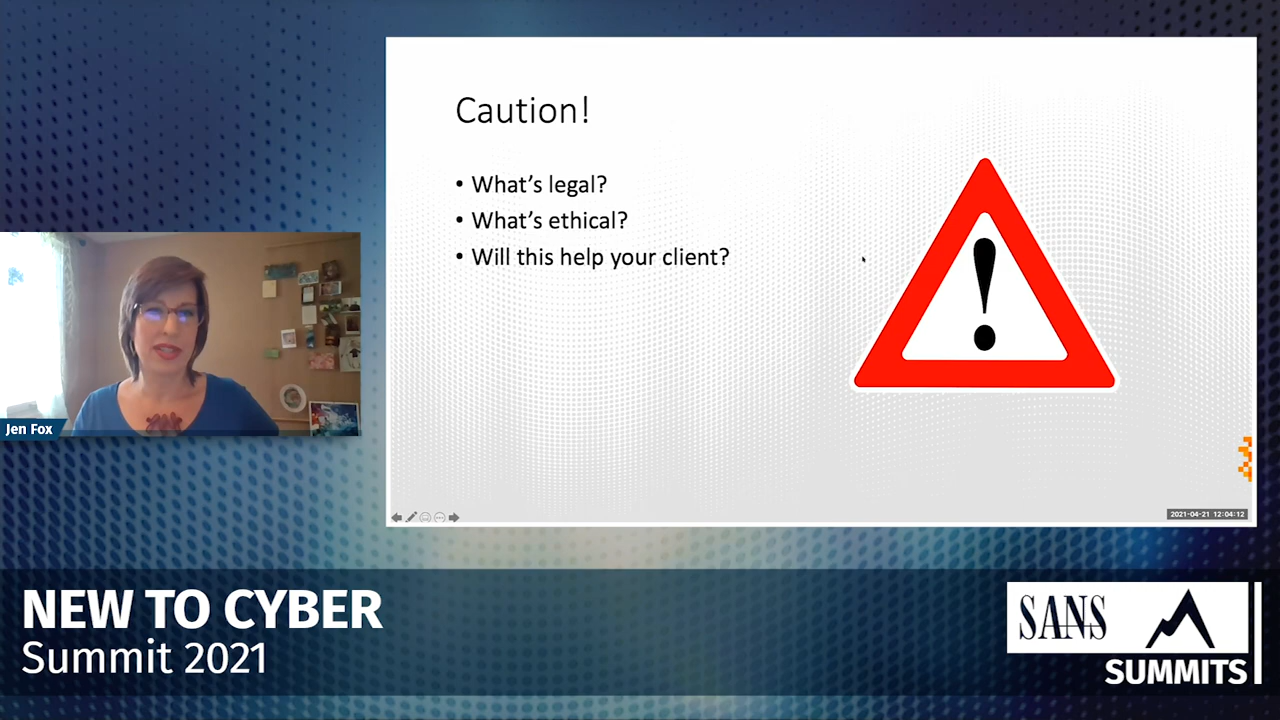 Caution!
• What's legal?
• What's ethical?
• Will this help your client?
!
Jen Fox
2021-04-21 12:04:12
NEW TO CYBER
Summit 2021
SANS
SUMMITS